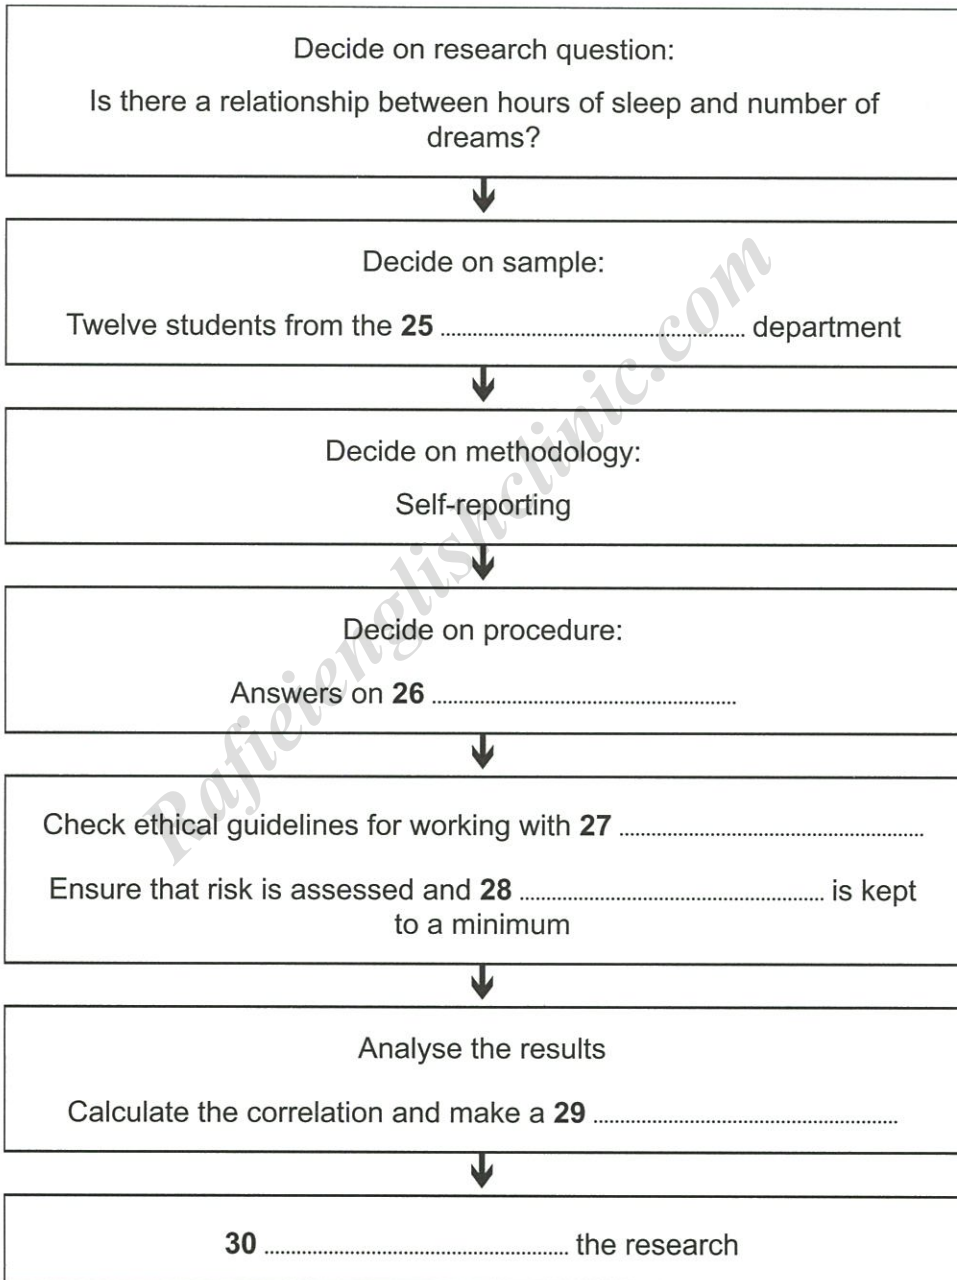 Decide on research question:
Is there a relationship between hours of sleep and number of
dreams?
Decide on sample:
Twelve students from the 25 ........................................................ department
Decide on methodology:
Self-reporting
Decide on procedure:
Answers on 26 ........................................................
Check ethical guidelines for working with 27 ........................................................
Ensure that risk is assessed and 28 ........................................................ is kept
to a minimum
Analyse the results
Calculate the correlation and make a 29 ........................................................
30 ........................................................ the research
Rafieienglishclinic.com